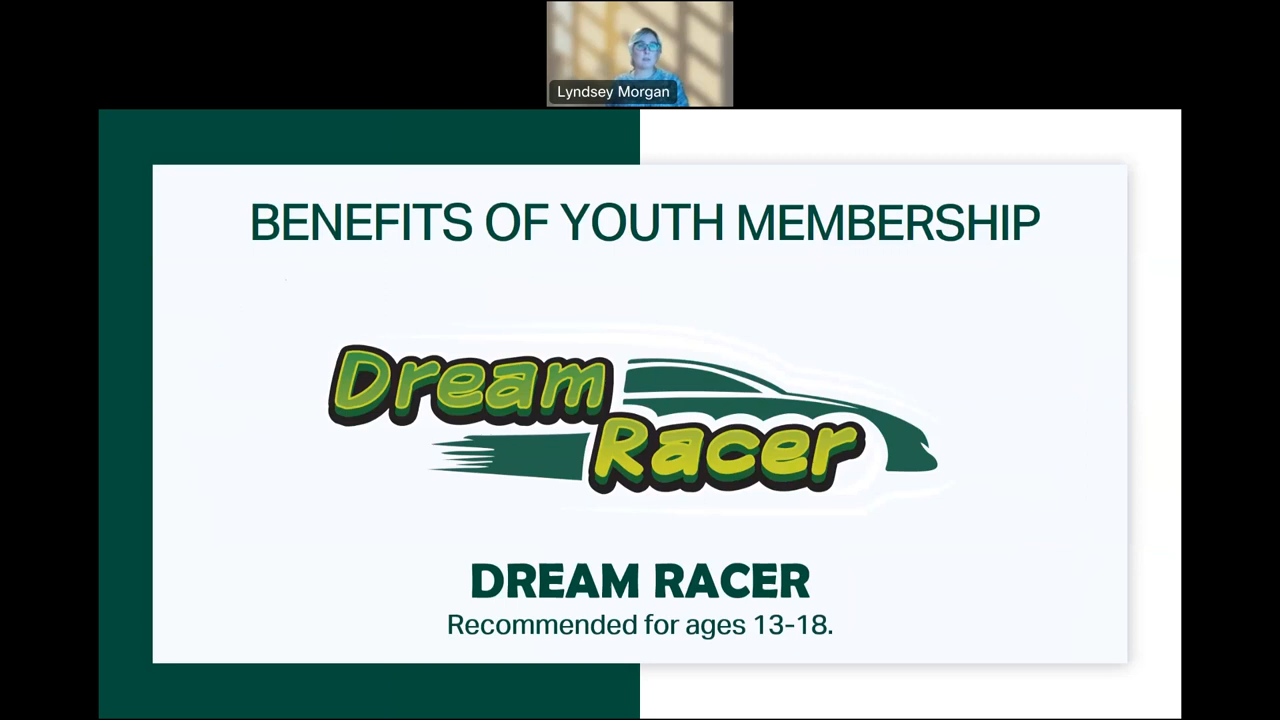 Lyndsey Morgan
BENEFITS OF YOUTH MEMBERSHIP
Dream
Racer
DREAM RACER
Recommended for ages 13-18.